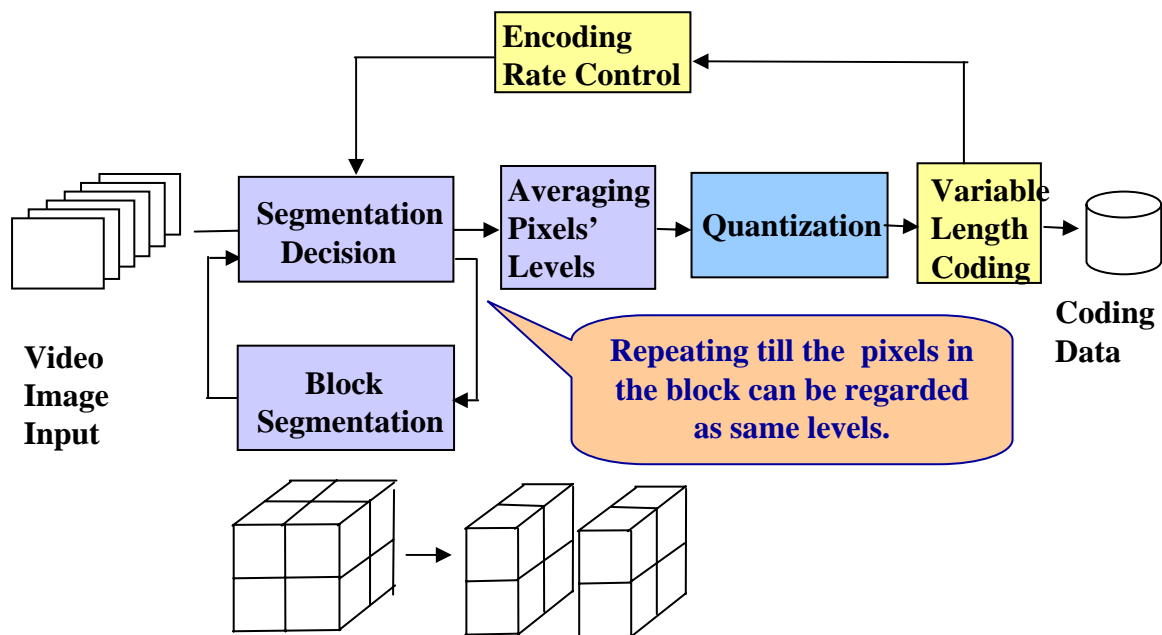 Encoding
Rate Control
Segmentation
Decision
Averaging
Pixels’
Levels
Quantization
Variable
Length
Coding
Video
Image
Input
Block
Segmentation
Repeating till the pixels in
the block can be regarded
as same levels.
Coding
Data